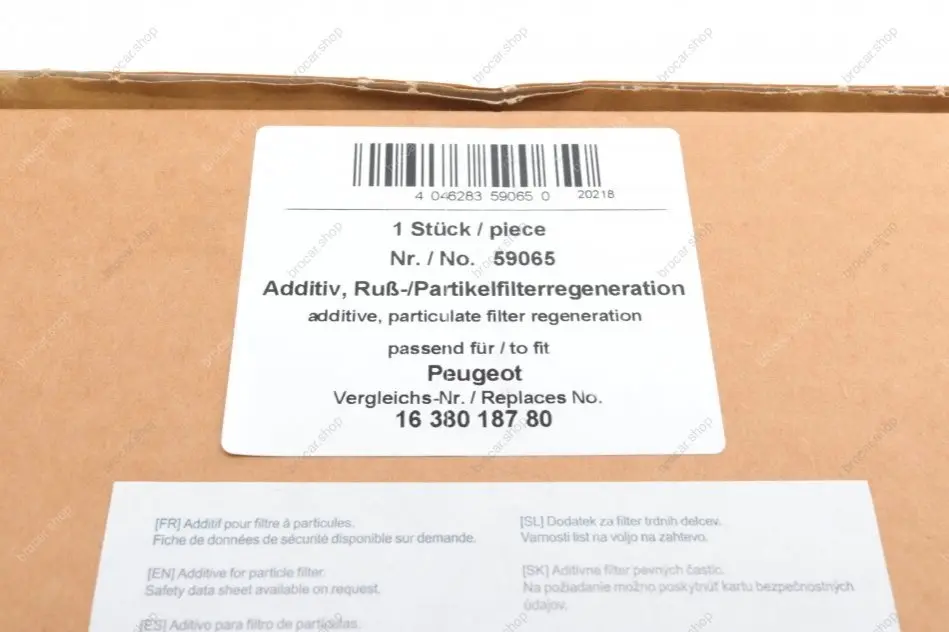 4 046283 59065 0
20218
1 Stück / piece
Nr. / No. 59065
Additiv, Ruß-/Partikelfilterregeneration
additive, particulate filter regeneration
passend für / to fit
Peugeot
Vergleichs-Nr. / Replaces No.
16 380 187 80
[FR] Additif pour filtre à particules.
Fiche de données de sécurité disponible sur demande.
[EN] Additive for particle filter.
Safety data sheet available on request.
[ES] Aditivo para filtro de partículas.
[SL] Dodatek za filter trdnih delcev.
Varnosti list na voljo na zahtevo.
[SK] Aditívne filter pevných častíc.
Na požiadanie možno poskytnúť kartu bezpečnostných
údajov.
brocar.shop